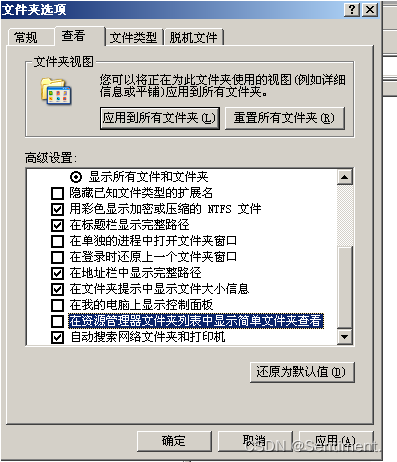 文件夹选项
常规
查看
文件类型
脱机文件
文件夹视图
您可以将正在为此文件夹使用的视图(例如详细
信息或平铺)应用到所有文件夹。
应用到所有文件夹(L)
重置所有文件夹(R)
高级设置:
显示所有文件和文件夹
隐藏已知文件类型的扩展名
用彩色显示加密或压缩的 NTFS 文件
在标题栏显示完整路径
在单独的进程中打开文件夹窗口
在登录时还原上一个文件夹窗口
在地址栏中显示完整路径
在文件夹提示中显示文件大小信息
在我的电脑上显示控制面板
在资源管理器文件夹列表中显示简单文件夹查看
自动搜索网络文件夹和打印机
还原为默认值(D)
确定
取消
应用(A)
CSDN @Sentiment.